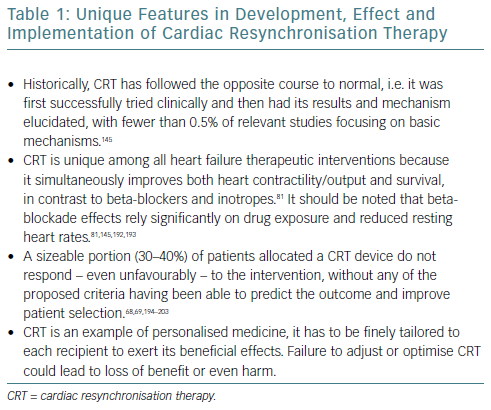 Table 1: Unique Features in Development, Effect and
Implementation of Cardiac Resynchronisation Therapy
• Historically, CRT has followed the opposite course to normal, i.e. it was
first successfully tried clinically and then had its results and mechanism
elucidated, with fewer than 0.5% of relevant studies focusing on basic
mechanisms.145
• CRT is unique among all heart failure therapeutic interventions because
it simultaneously improves both heart contractility/output and survival,
in contrast to beta-blockers and inotropes.81 It should be noted that beta-
blockade effects rely significantly on drug exposure and reduced resting
heart rates.81,145,192,193
• A sizeable portion (30–40%) of patients allocated a CRT device do not
respond – even unfavourably – to the intervention, without any of the
proposed criteria having been able to predict the outcome and improve
patient selection.68,69,194–203
• CRT is an example of personalised medicine, it has to be finely tailored to
each recipient to exert its beneficial effects. Failure to adjust or optimise CRT
could lead to loss of benefit or even harm.
CRT = cardiac resynchronisation therapy.